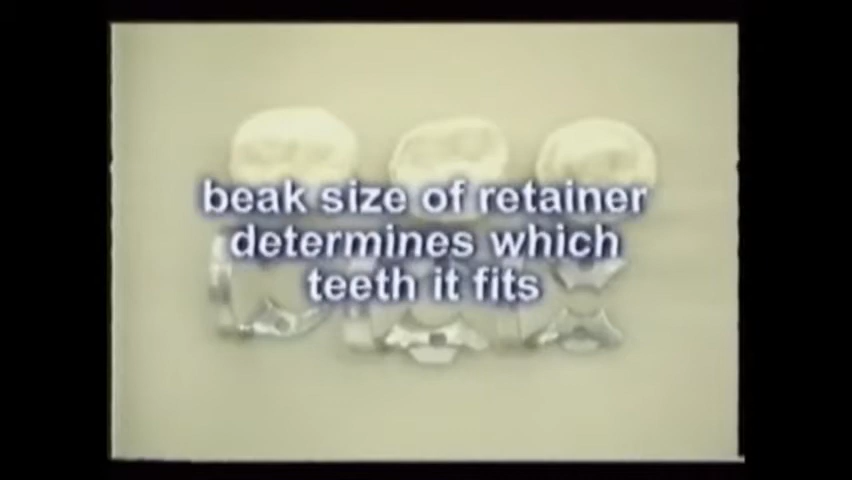 beak size of retainer
determines which
teeth it fits